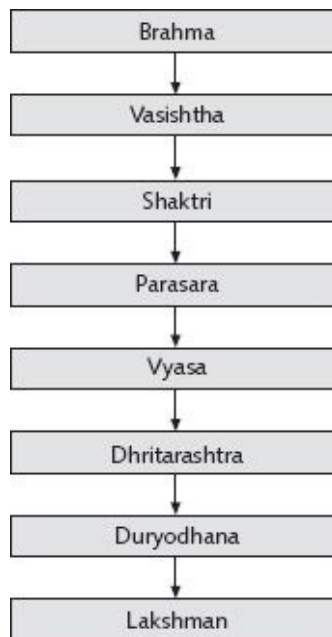 Brahma
Vasishtha
Shaktri
Parasara
Vyasa
Dhritarashtra
Duryodhana
Lakshman